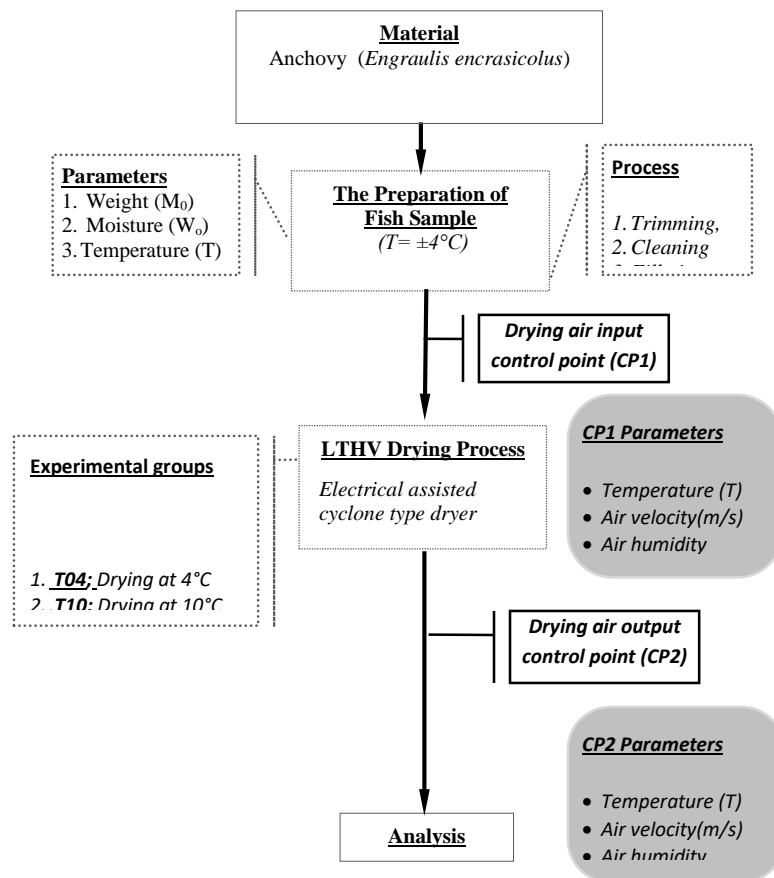 Material
Anchovy (Engraulis encrasicolus)
Parameters
1. Weight (M₀)
2. Moisture (Wₒ)
3. Temperature (T)
The Preparation of
Fish Sample
(T= ±4°C)
Process
1. Trimming,
2. Cleaning
Drying air input
control point (CP1)
Experimental groups
1. T04; Drying at 4°C
2. T10; Drying at 10°C
LTHV Drying Process
Electrical assisted
cyclone type dryer
CP1 Parameters
• Temperature (T)
• Air velocity(m/s)
• Air humidity
Drying air output
control point (CP2)
CP2 Parameters
• Temperature (T)
• Air velocity(m/s)
• Air humidity
Analysis